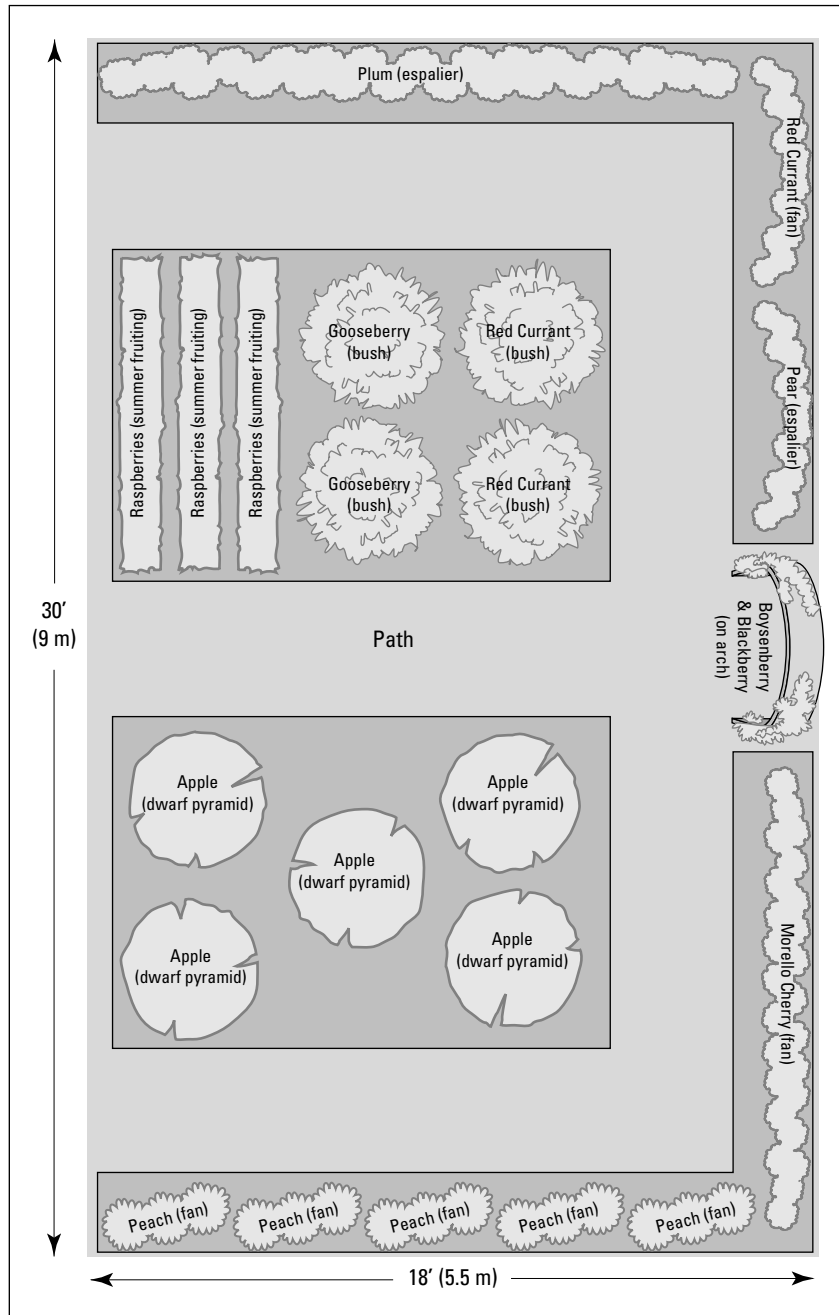 Plum (espalier)
Red Currant (fan)
Raspberries (summer fruiting)
Raspberries (summer fruiting)
Raspberries (summer fruiting)
Gooseberry
(bush)
Red Currant
(bush)
Gooseberry
(bush)
Red Currant
(bush)
Pear (espalier)
30′
(9 m)
Path
Boysenberry
& Blackberry
(on arch)
Apple
(dwarf pyramid)
Apple
(dwarf pyramid)
Apple
(dwarf pyramid)
Apple
(dwarf pyramid)
Apple
(dwarf pyramid)
Morello Cherry (fan)
Peach (fan)
Peach (fan)
Peach (fan)
Peach (fan)
Peach (fan)
18′ (5.5 m)